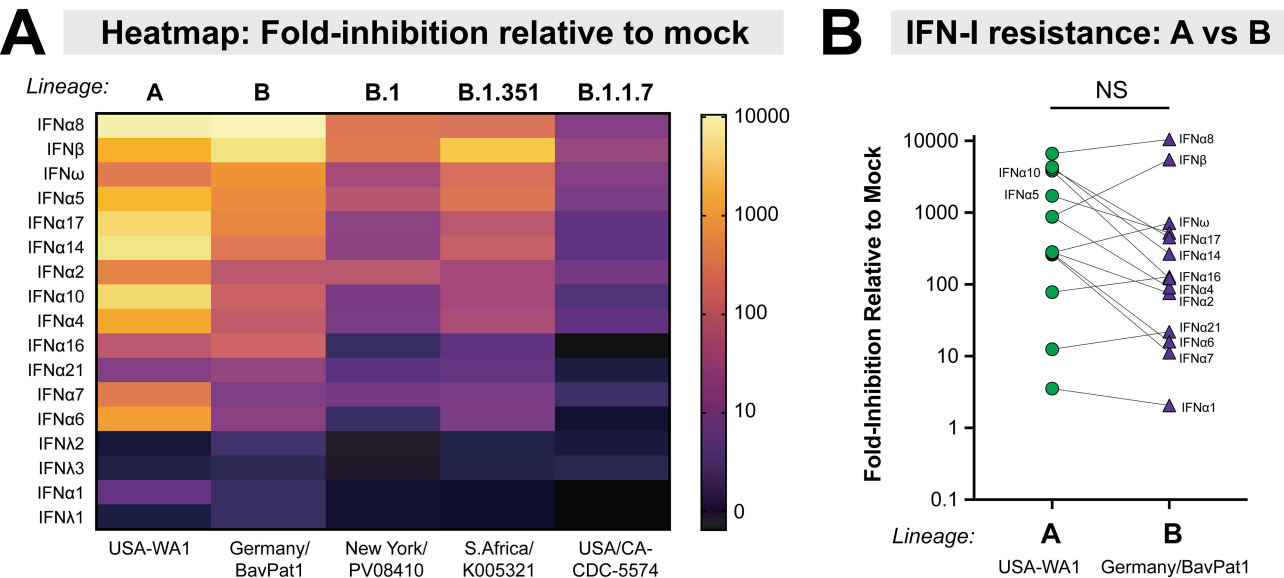 A
Heatmap: Fold-inhibition relative to mock
Lineage:
A
B
B.1
B.1.351
B.1.1.7
IFNα8
IFNβ
IFNω
IFNα5
IFNα17
IFNα14
IFNα2
IFNα10
IFNα4
IFNα16
IFNα21
IFNα7
IFNα6
IFNλ2
IFNλ3
IFNα1
IFNλ1
USA-WA1
Germany/
BavPat1
New York/
PV08410
S.Africa/
K005321
USA/CA-
CDC-5574
10000
1000
100
10
0
B
IFN-I resistance: A vs B
NS
Fold-Inhibition Relative to Mock
10000
1000
100
10
1
0.1
IFNα10
IFNα5
IFNα8
IFNβ
IFNω
IFNα17
IFNα14
IFNα16
IFNα4
IFNα2
IFNα21
IFNα6
IFNα7
IFNα1
Lineage:
A
B
USA-WA1
Germany/BavPat1